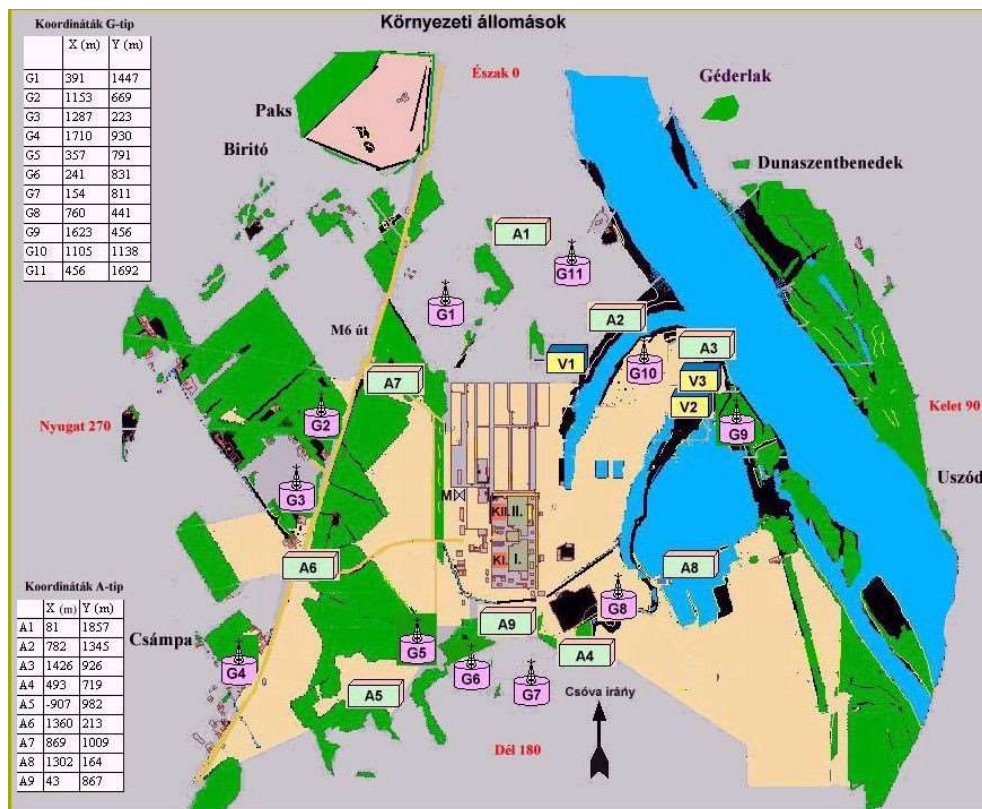 Környezeti állomások
Koordináták G-tip
X (m) Y (m)
G1 391 1447
G2 1153 669
G3 1287 223
G4 1710 930
G5 357 791
G6 241 831
G7 154 811
G8 760 441
G9 1623 456
G10 1105 1138
G11 456 1692
Észak 0
Géderlak
Paks
Biritó
Dunaszentbenedek
A1
G11
G1
M6 út
A2
V1
A3
G10
V3
A7
V2
Nyugat 270
G2
G9
Kelet 90
Uszód
G3
M
KII.
II.
KI.
I.
A6
A8
Koordináták A-tip
X (m) Y (m)
A1 81 1857
A2 782 1345
A3 1426 926
A4 493 719
A5 -907 982
A6 1360 213
A7 869 1009
A8 1302 164
A9 43 867
G8
A9
Csámpa
G5
A4
G4
G6
G7
A5
Csóva irány
Dél 180